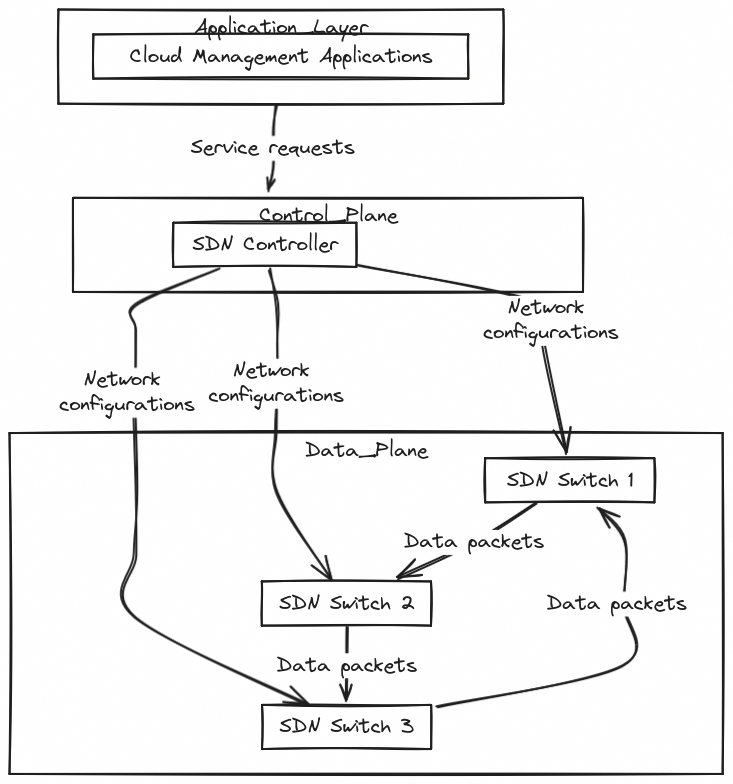 Application_Layer
Cloud Management Applications
Service requests
Control_Plane
SDN Controller
Network
configurations
Network
configurations
Network
configurations
Data_Plane
SDN Switch 1
Data packets
SDN Switch 2
Data packets
Data packets
SDN Switch 3